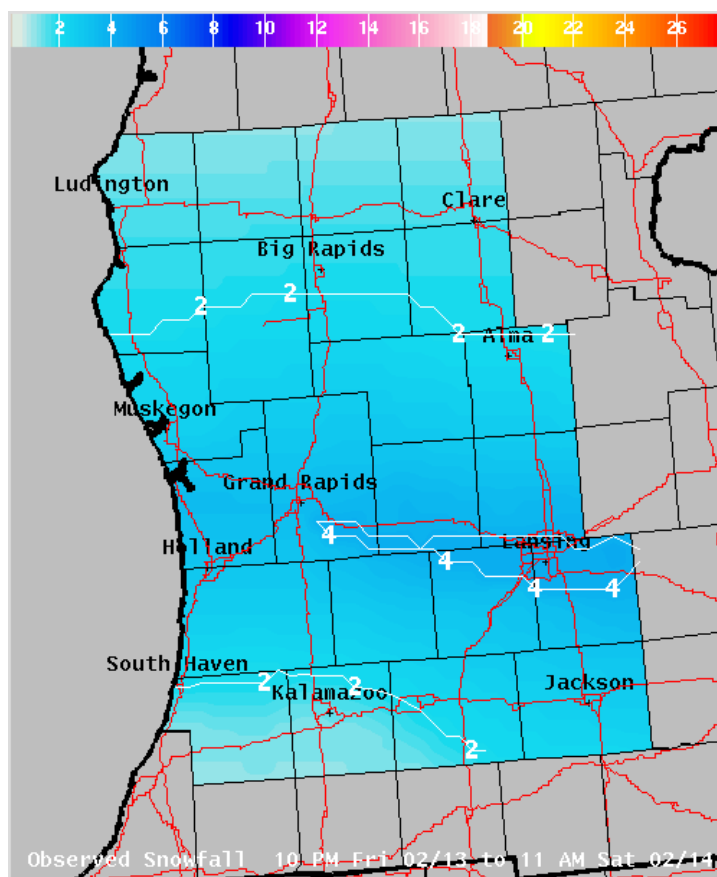 2 4 6 8 10 12 14 16 18 20 22 24 26 28
Ludington
Clare
Big Rapids
2
2
2 Alma 2
Muskegon
Grand Rapids
4
Holland Lansing
4
4 4
South Haven
2 2
Kalamazoo Jackson
2
Observed Snowfall 10 PM Fri 02/13 to 11 AM Sat 02/14